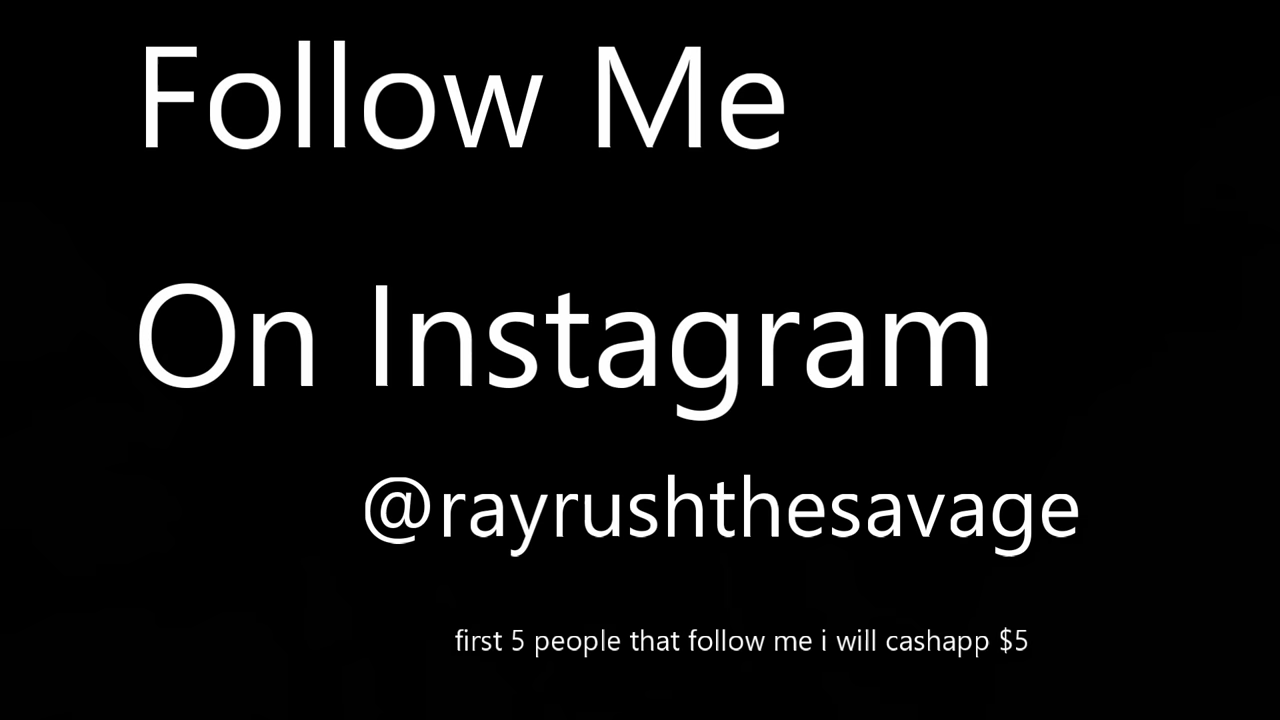 Follow Me
On Instagram
@rayrushthesavage
first 5 people that follow me i will cashapp $5